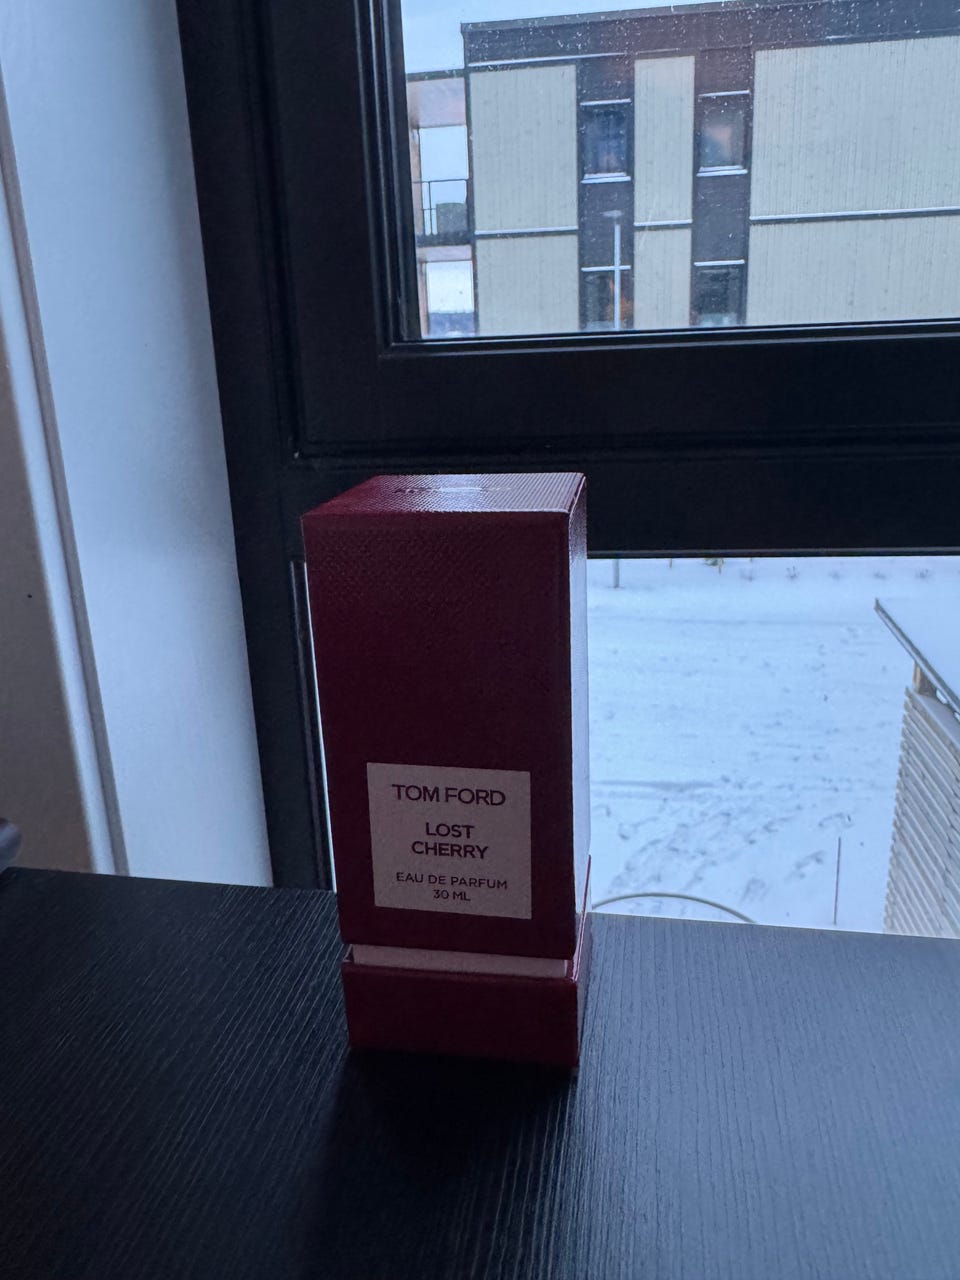 TOM FORD
LOST
CHERRY
EAU DE PARFUM
30 ML